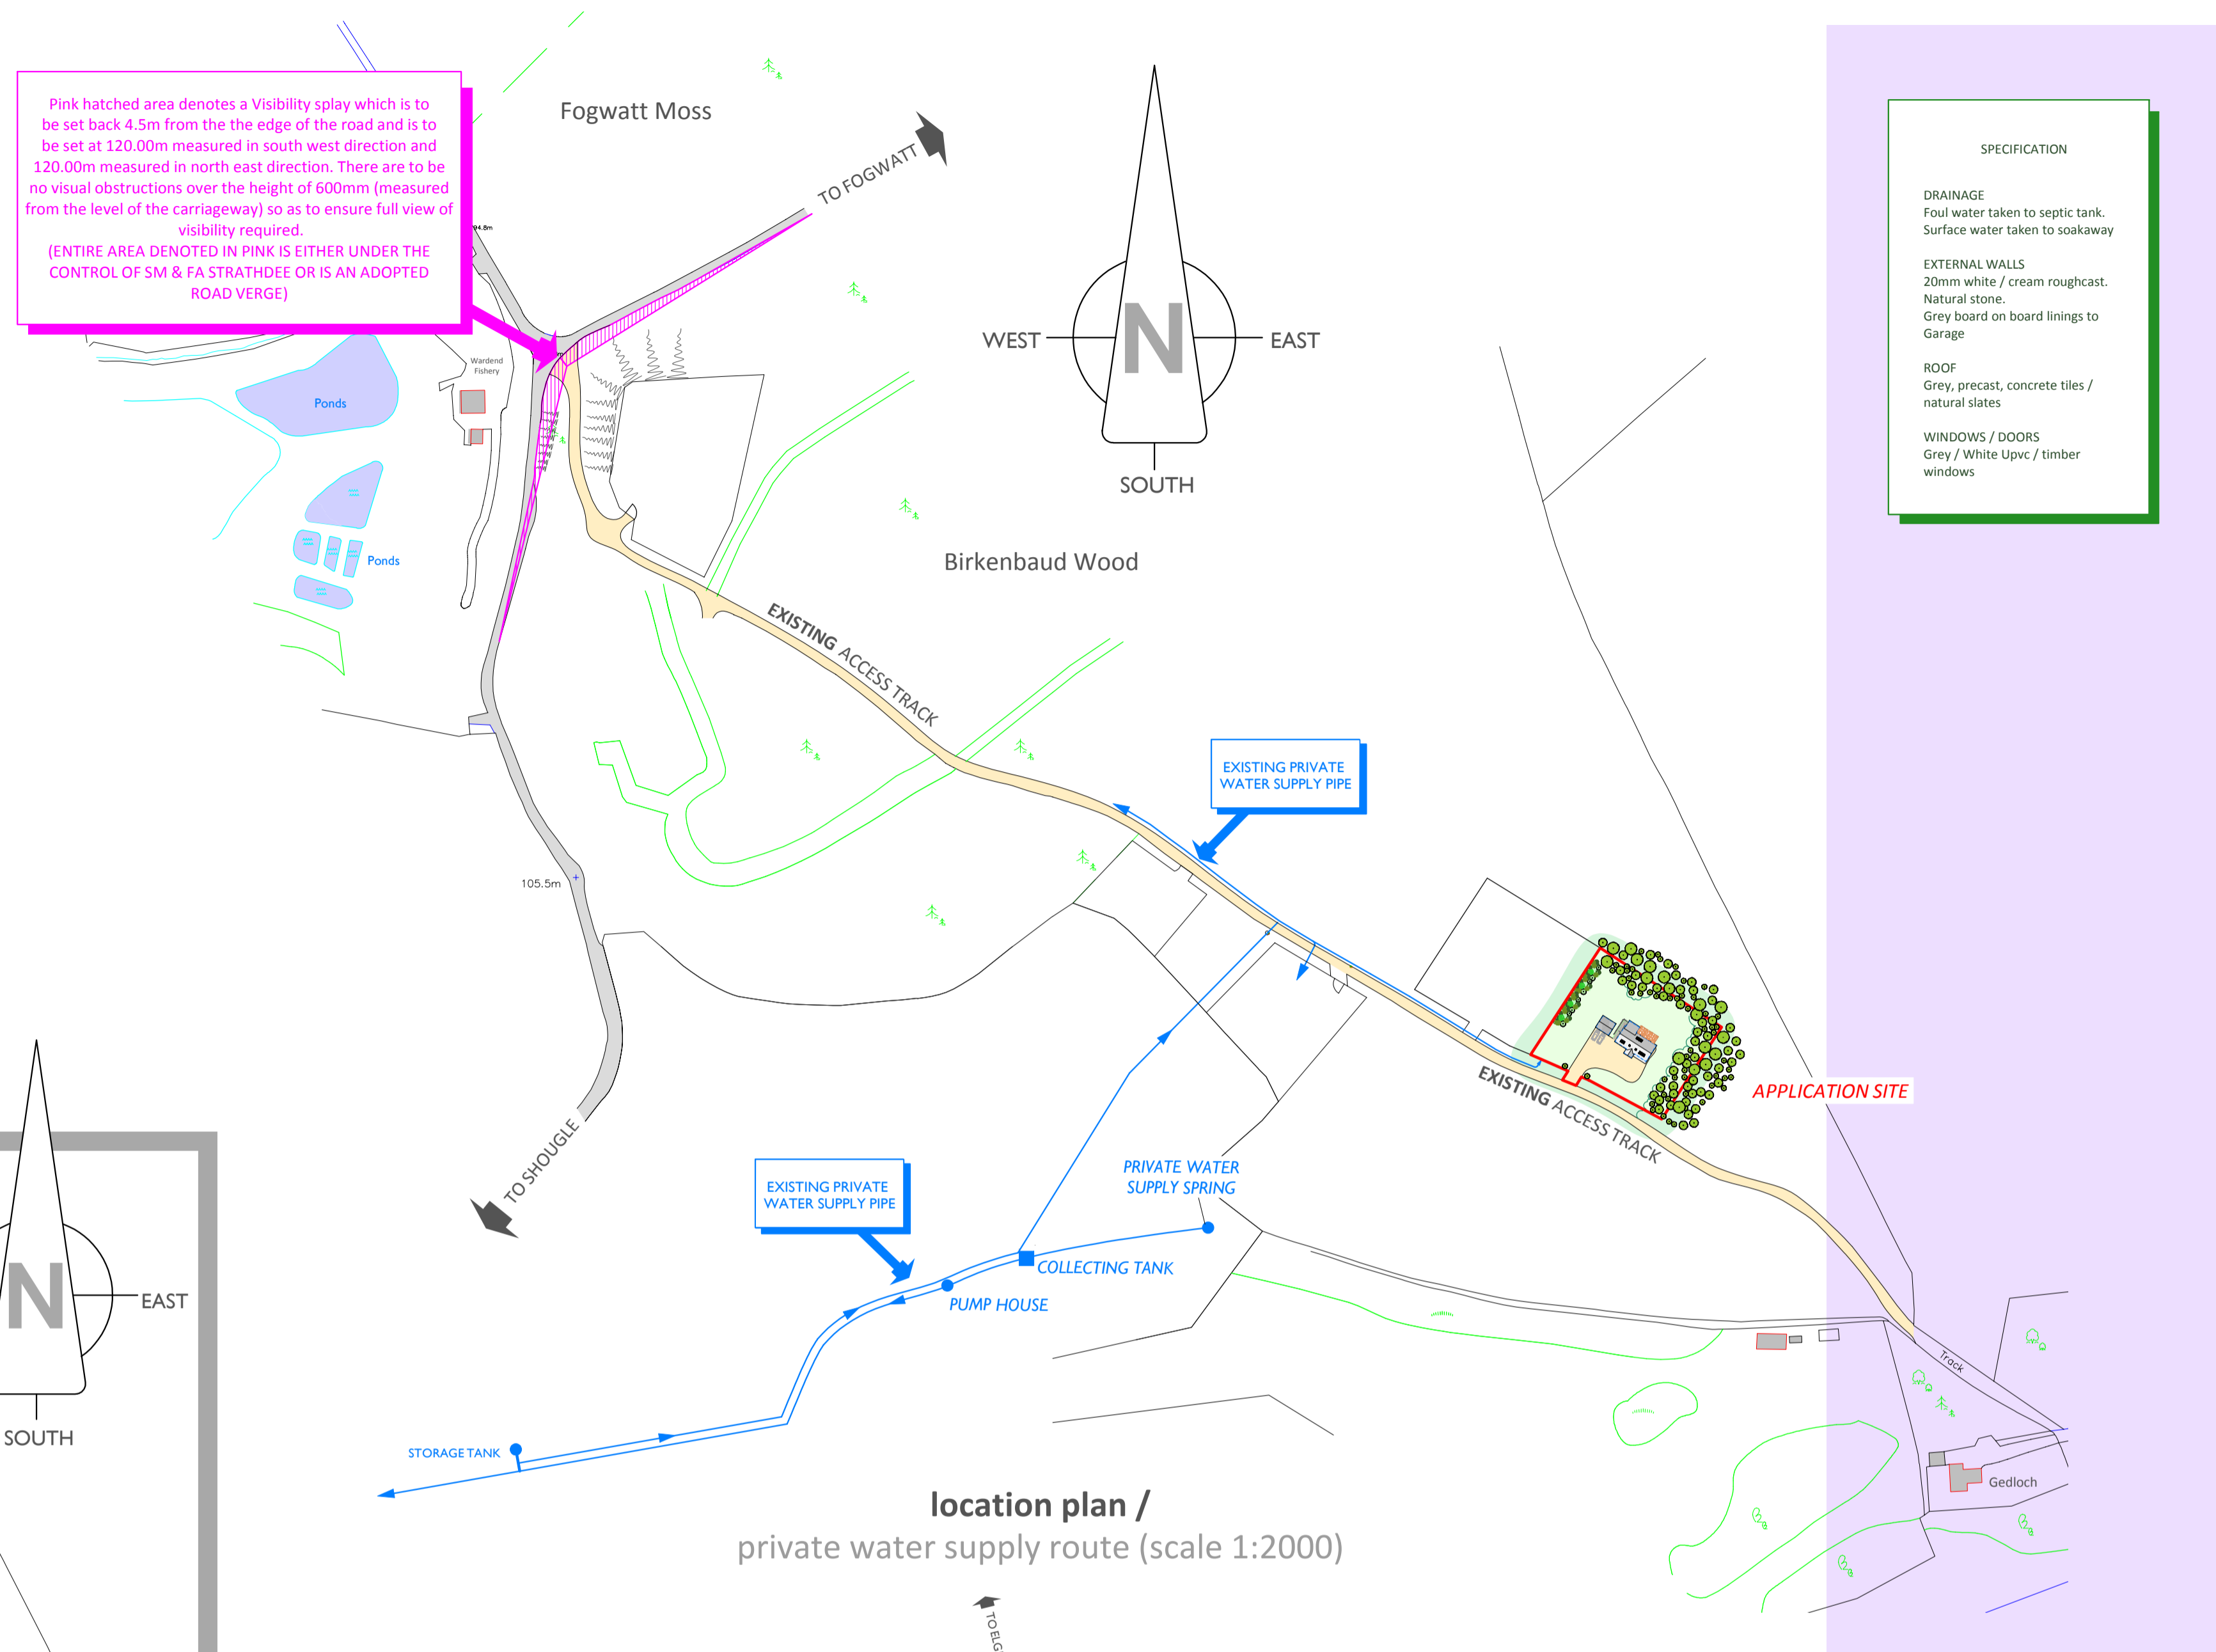 Pink hatched area denotes a Visibility splay which is to
be set back 4.5m from the the edge of the road and is to
be set at 120.00m measured in south west direction and
120.00m measured in north east direction. There are to be
no visual obstructions over the height of 600mm (measured
from the level of the carriageway) so as to ensure full view of
visibility required.
(ENTIRE AREA DENOTED IN PINK IS EITHER UNDER THE
CONTROL OF SM & FA STRATHDEE OR IS AN ADOPTED
ROAD VERGE)
Fogwatt Moss
TO FOGWATT
94.8m
Wardend
Fishery
Ponds
Ponds
WEST
N
EAST
SOUTH
SPECIFICATION
DRAINAGE
Foul water taken to septic tank.
Surface water taken to soakaway
EXTERNAL WALLS
20mm white / cream roughcast.
Natural stone.
Grey board on board linings to
Garage
ROOF
Grey, precast, concrete tiles /
natural slates
WINDOWS / DOORS
Grey / White Upvc / timber
windows
Birkenbaud Wood
EXISTING ACCESS TRACK
EXISTING PRIVATE
WATER SUPPLY PIPE
105.5m
APPLICATION SITE
EXISTING ACCESS TRACK
TO SHOUGLE
EXISTING PRIVATE
WATER SUPPLY PIPE
PRIVATE WATER
SUPPLY SPRING
COLLECTING TANK
PUMP HOUSE
STORAGE TANK
N
EAST
SOUTH
Track
Gedloch
location plan /
private water supply route (scale 1:2000)
TO ELG